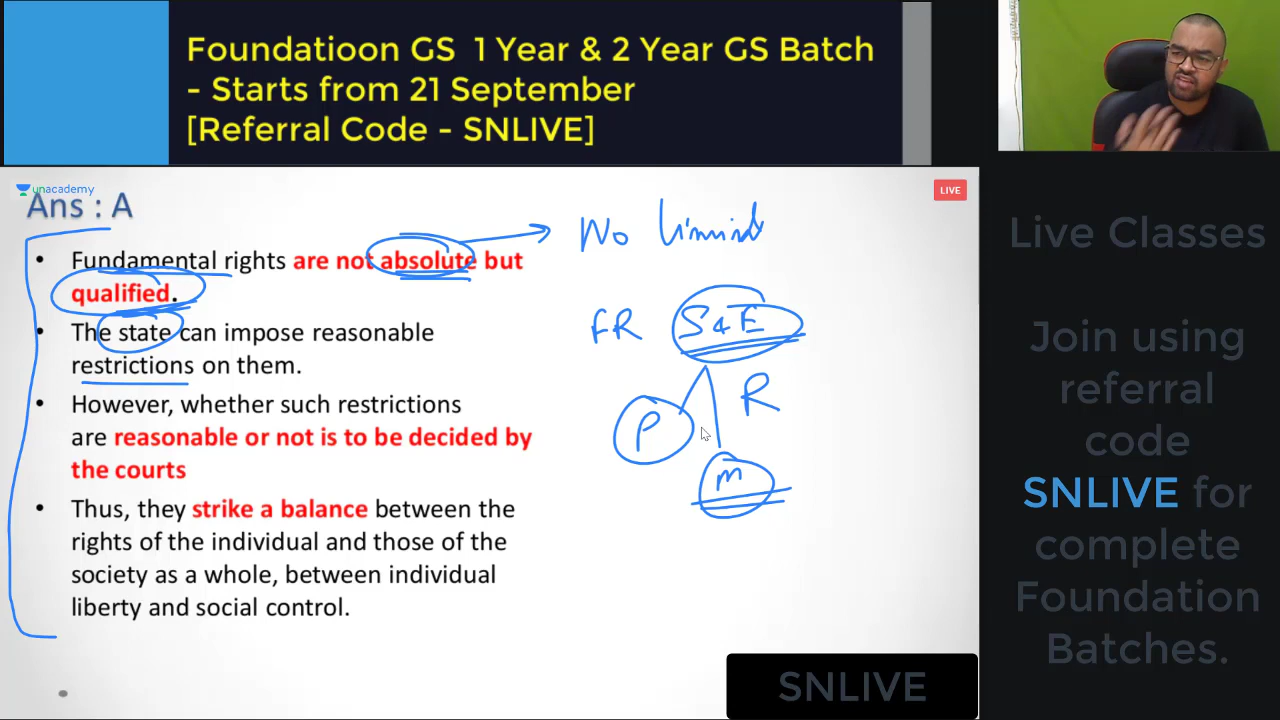 Foundatioon GS 1 Year & 2 Year GS Batch
- Starts from 21 September
[Referral Code - SNLIVE]
unacademy
LIVE
Ans : A
• Fundamental rights are not absolute but
qualified.
• The state can impose reasonable
restrictions on them.
• However, whether such restrictions
are reasonable or not is to be decided by
the courts
• Thus, they strike a balance between the
rights of the individual and those of the
society as a whole, between individual
liberty and social control.
No
FR S & E
R
P
m
Live Classes
Join using
referral
code
SNLIVE for
complete
Foundation
Batches.
SNLIVE